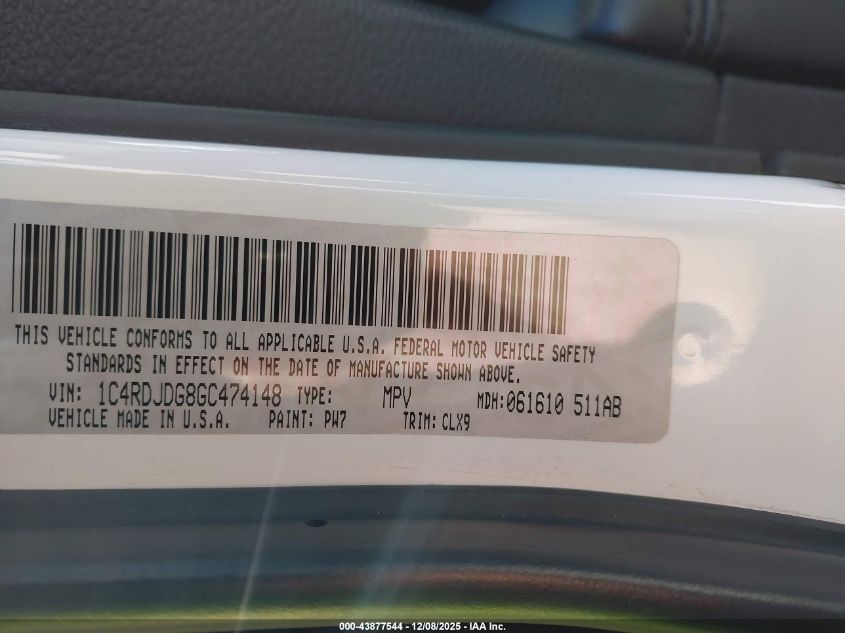 THIS VEHICLE CONFORMS TO ALL APPLICABLE U.S.A. FEDERAL MOTOR VEHICLE SAFETY
STANDARDS IN EFFECT ON THE DATE OF MANUFACTURE SHOWN ABOVE.
VIN: 1C4RDJDG8GC474148 TYPE: MPV MDH:061610 511AB
VEHICLE MADE IN U.S.A. PAINT: PW7 TRIM: CLX9
000-43877544 - 12/08/2025 - IAA Inc.